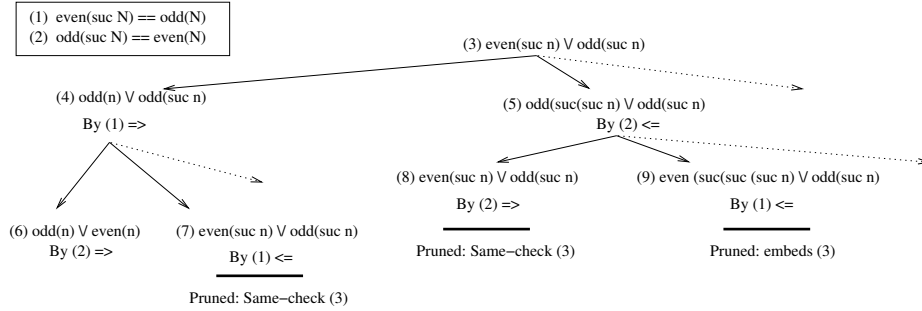 (1) even(suc N) == odd(N)
(2) odd(suc N) == even(N)
(3) even(suc n) \/ odd(suc n)
(4) odd(n) \/ odd(suc n)
By (1) =>
(5) odd(suc(suc n) \/ odd(suc n)
By (2) <=
(6) odd(n) \/ even(n)
By (2) =>
(7) even(suc n) \/ odd(suc n)
By (1) <=
Pruned: Same-check (3)
(8) even(suc n) \/ odd(suc n)
By (2) =>
Pruned: Same-check (3)
(9) even (suc(suc (suc n) \/ odd(suc n)
By (1) <=
Pruned: embeds (3)